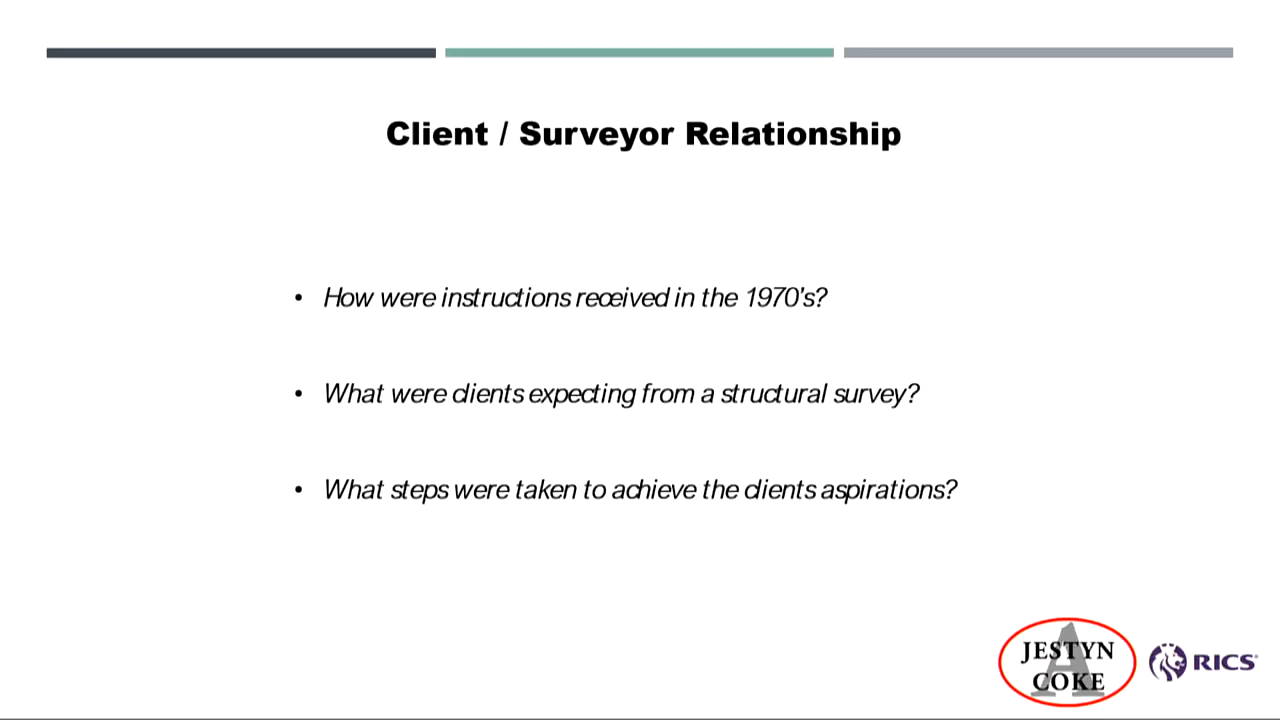 Client / Surveyor Relationship
• How were instructions received in the 1970's?
• What were clients expecting from a structural survey?
• What steps were taken to achieve the clients aspirations?
A
JESTYN
COKE
RICS